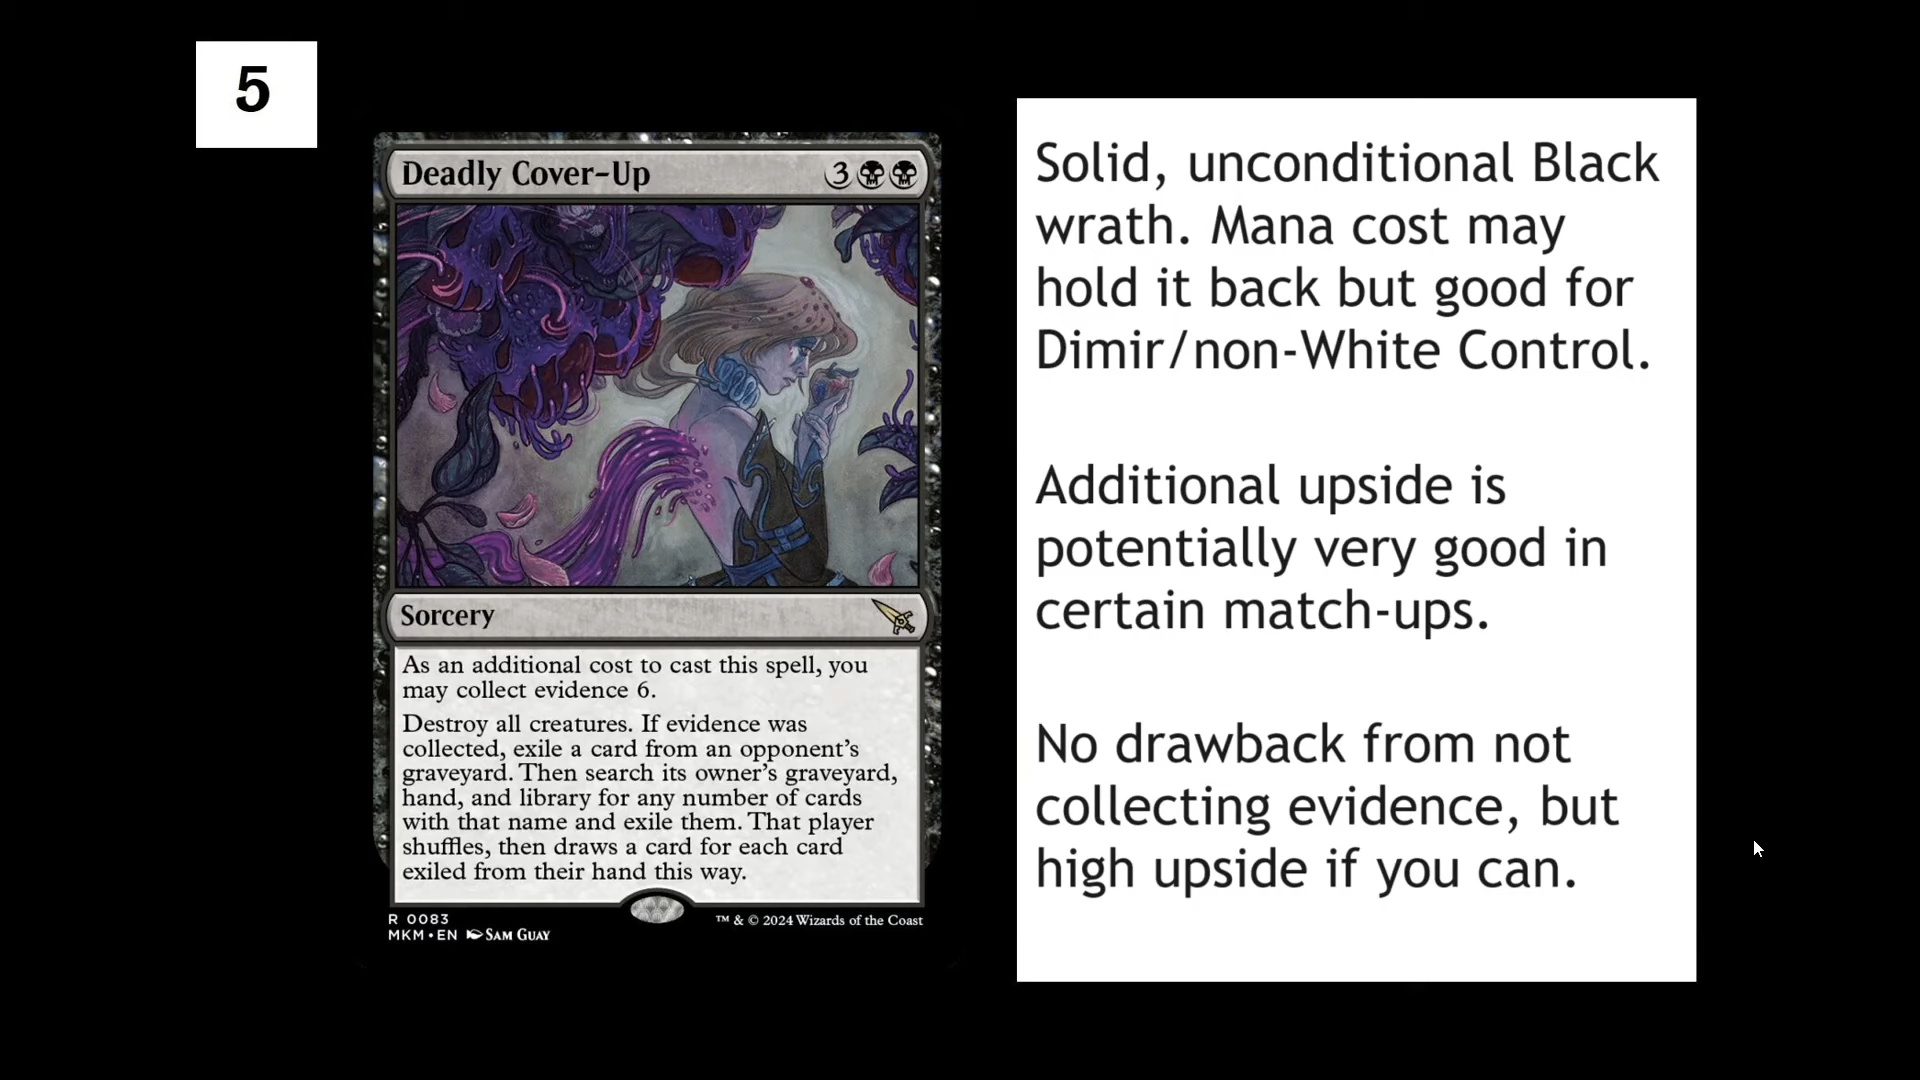 5
Deadly Cover-Up
3
Sorcery
As an additional cost to cast this spell, you
may collect evidence 6.
Destroy all creatures. If evidence was
collected, exile a card from an opponent's
graveyard. Then search its owner's graveyard,
hand, and library for any number of cards
with that name and exile them. That player
shuffles, then draws a card for each card
exiled from their hand this way.
R 0083
MKM • EN SAM GUAY
™ & © 2024 Wizards of the Coast
Solid, unconditional Black
wrath. Mana cost may
hold it back but good for
Dimir/non-White Control.
Additional upside is
potentially very good in
certain match-ups.
No drawback from not
collecting evidence, but
high upside if you can.